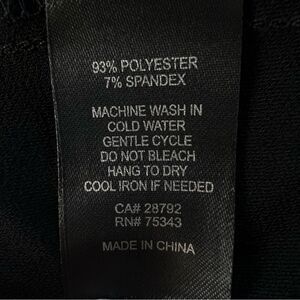 93% POLYESTER
7% SPANDEX
MACHINE WASH IN
COLD WATER
GENTLE CYCLE
DO NOT BLEACH
HANG TO DRY
COOL IRON IF NEEDED
CA# 28792
RN# 75343
MADE IN CHINA